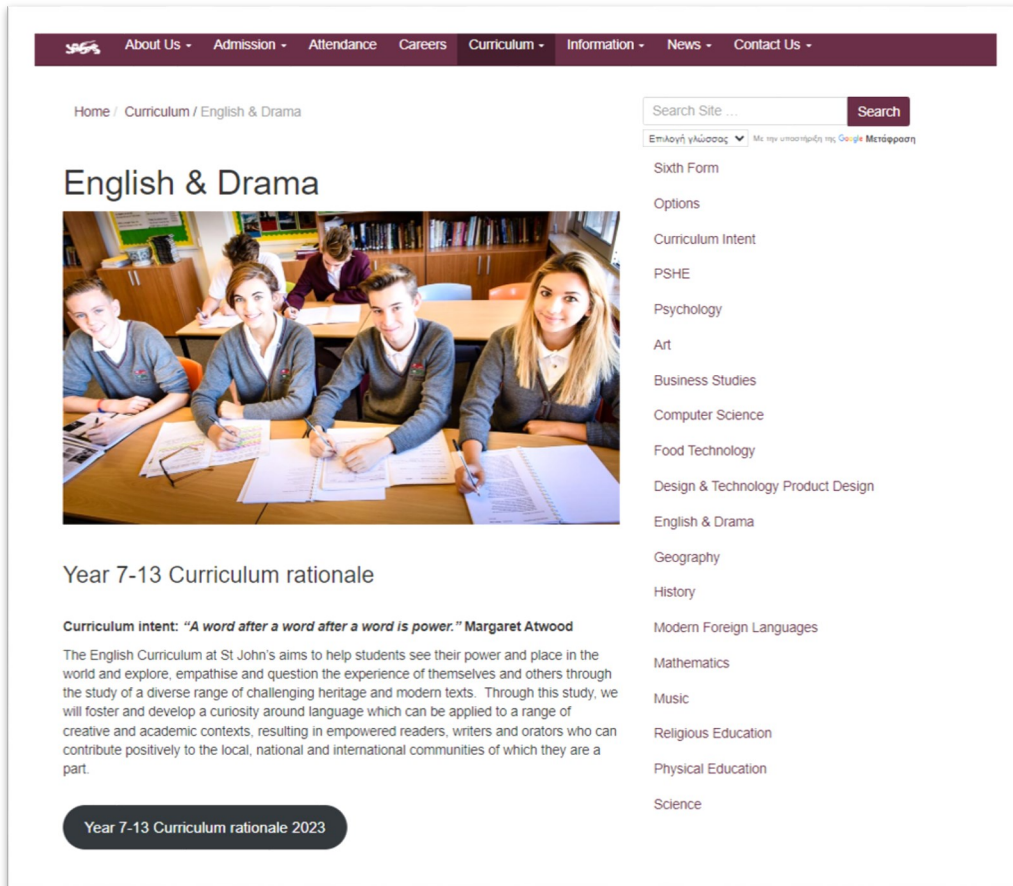 About Us Admission Attendance Careers Curriculum Information News Contact Us
Home / Curriculum / English & Drama
Search Site ...
Search
Επιλογή γλώσσας
Με την υποστήριξη της Google Μετάφραση
English & Drama
Year 7-13 Curriculum rationale
Curriculum intent: “A word after a word after a word is power.” Margaret Atwood
The English Curriculum at St John’s aims to help students see their power and place in the
world and explore, empathise and question the experience of themselves and others through
the study of a diverse range of challenging heritage and modern texts. Through this study, we
will foster and develop a curiosity around language which can be applied to a range of
creative and academic contexts, resulting in empowered readers, writers and orators who can
contribute positively to the local, national and international communities of which they are a
part.
Year 7-13 Curriculum rationale 2023
Sixth Form
Options
Curriculum Intent
PSHE
Psychology
Art
Business Studies
Computer Science
Food Technology
Design & Technology Product Design
English & Drama
Geography
History
Modern Foreign Languages
Mathematics
Music
Religious Education
Physical Education
Science